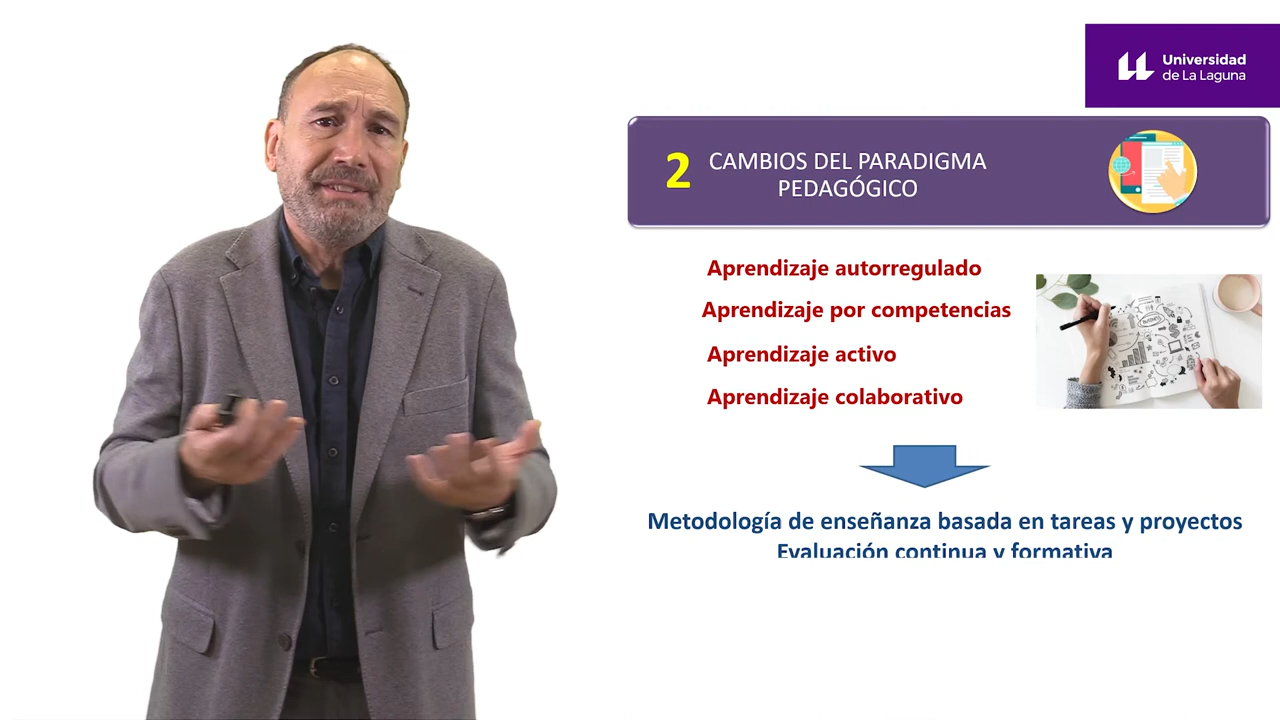 Universidad
de La Laguna
2 CAMBIOS DEL PARADIGMA
PEDAGÓGICO
Aprendizaje autorregulado
Aprendizaje por competencias
Aprendizaje activo
Aprendizaje colaborativo
Metodología de enseñanza basada en tareas y proyectos
Evaluación continua y formativa